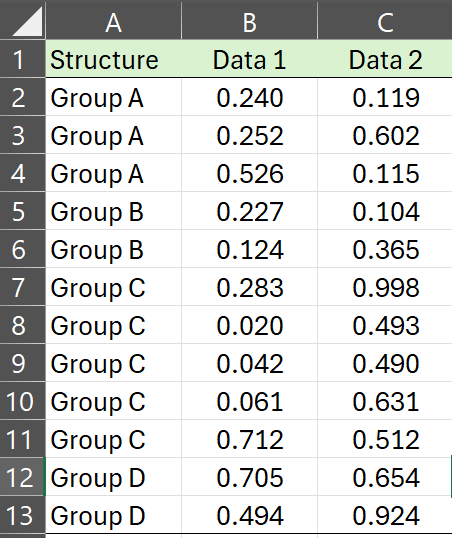 A B C
1 Structure Data 1 Data 2
2 Group A 0.240 0.119
3 Group A 0.252 0.602
4 Group A 0.526 0.115
5 Group B 0.227 0.104
6 Group B 0.124 0.365
7 Group C 0.283 0.998
8 Group C 0.020 0.493
9 Group C 0.042 0.490
10 Group C 0.061 0.631
11 Group C 0.712 0.512
12 Group D 0.705 0.654
13 Group D 0.494 0.924